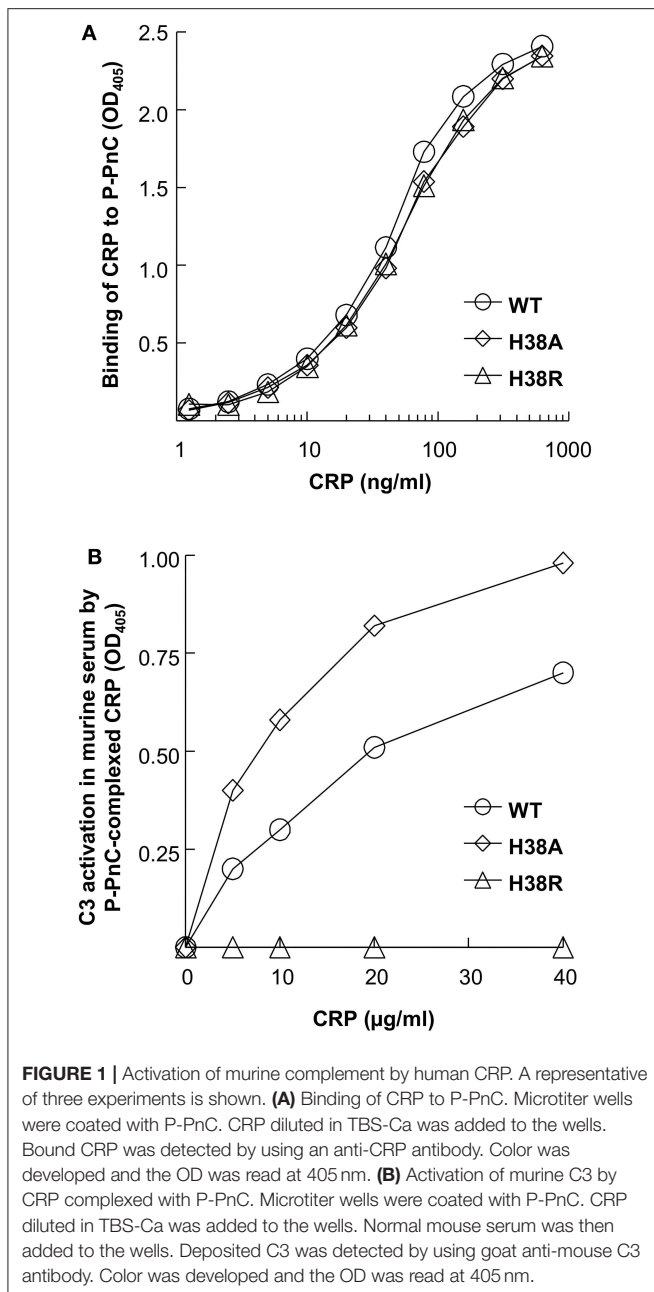 A
Binding of CRP to P-PnC (OD405)
2.5
2.0
1.5
1.0
0.5
WT
H38A
H38R
1 10 100 1000
CRP (ng/ml)
B
C3 activation in murine serum by
P-PnC-complexed CRP (OD405)
1.00
0.75
0.50
0.25
WT
H38A
H38R
0 10 20 30 40
CRP (µg/ml)
FIGURE 1 | Activation of murine complement by human CRP. A representative
of three experiments is shown. (A) Binding of CRP to P-PnC. Microtiter wells
were coated with P-PnC. CRP diluted in TBS-Ca was added to the wells.
Bound CRP was detected by using an anti-CRP antibody. Color was
developed and the OD was read at 405 nm. (B) Activation of murine C3 by
CRP complexed with P-PnC. Microtiter wells were coated with P-PnC. CRP
diluted in TBS-Ca was added to the wells. Normal mouse serum was then
added to the wells. Deposited C3 was detected by using goat anti-mouse C3
antibody. Color was developed and the OD was read at 405 nm.